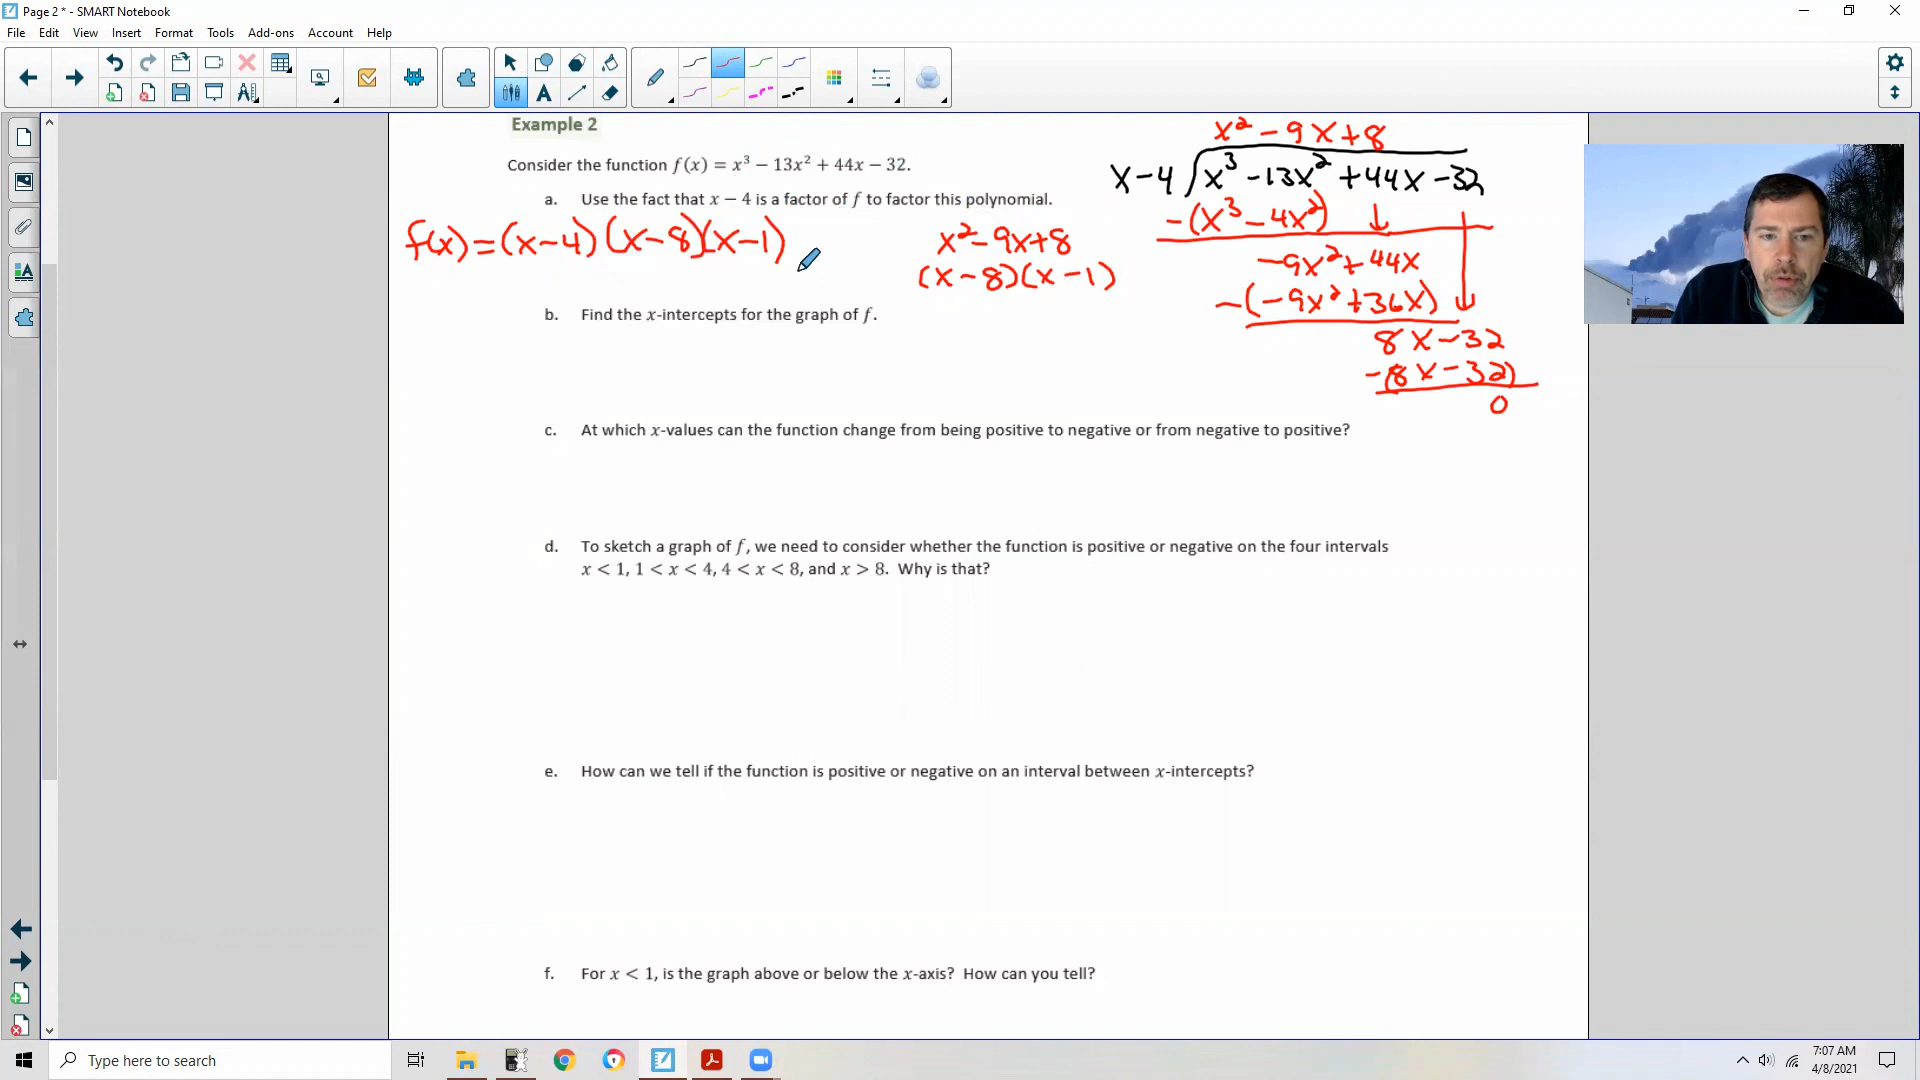 Page 2 * - SMART Notebook
File Edit View Insert Format Tools Add-ons Account Help
Example 2
Consider the function f(x) = x³ − 13x² + 44x − 32.
a. Use the fact that x − 4 is a factor of f to factor this polynomial.
f(x) = (x-4)(x-8)(x-1)
x²-9x+8
(x-8)(x-1)
x² - 9x + 8
x-4 x³ -13x² +44x -32
-(x³ - 4x²)
-9x² + 44x
-(-9x² + 36x)
8x - 32
-(8x - 32)
0
b. Find the x-intercepts for the graph of f.
c. At which x-values can the function change from being positive to negative or from negative to positive?
d. To sketch a graph of f, we need to consider whether the function is positive or negative on the four intervals
x < 1, 1 < x < 4, 4 < x < 8, and x > 8. Why is that?
e. How can we tell if the function is positive or negative on an interval between x-intercepts?
f. For x < 1, is the graph above or below the x-axis? How can you tell?
Type here to search
7:07 AM
4/8/2021